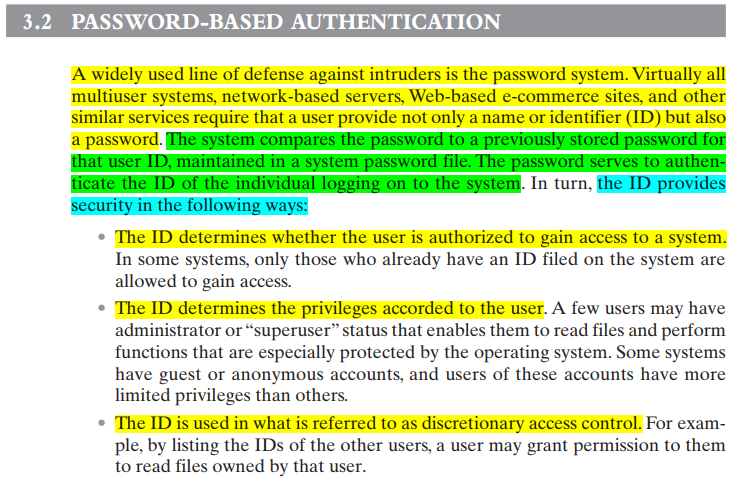 3.2 PASSWORD-BASED AUTHENTICATION
A widely used line of defense against intruders is the password system. Virtually all
multiuser systems, network-based servers, Web-based e-commerce sites, and other
similar services require that a user provide not only a name or identifier (ID) but also
a password. The system compares the password to a previously stored password for
that user ID, maintained in a system password file. The password serves to authen-
ticate the ID of the individual logging on to the system. In turn, the ID provides
security in the following ways:
• The ID determines whether the user is authorized to gain access to a system.
In some systems, only those who already have an ID filed on the system are
allowed to gain access.
• The ID determines the privileges accorded to the user. A few users may have
administrator or “superuser” status that enables them to read files and perform
functions that are especially protected by the operating system. Some systems
have guest or anonymous accounts, and users of these accounts have more
limited privileges than others.
• The ID is used in what is referred to as discretionary access control. For exam-
ple, by listing the IDs of the other users, a user may grant permission to them
to read files owned by that user.